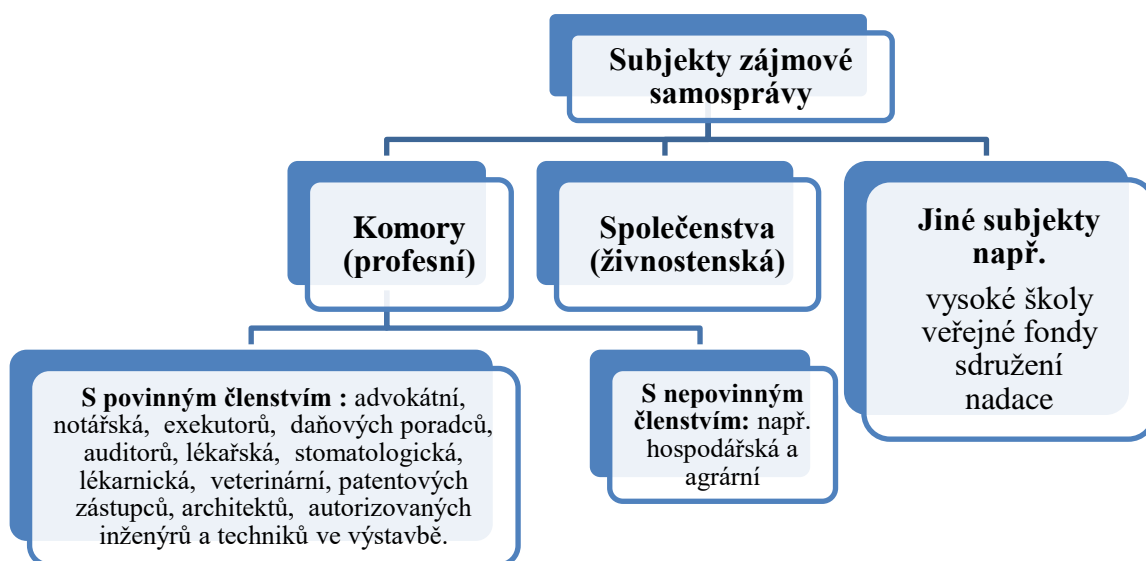 Subjekty zájmové
samosprávy
Komory
(profesní)
Společenstva
(živnostenská)
Jiné subjekty
např.
vysoké školy
veřejné fondy
sdružení
nadace
S povinným členstvím : advokátní,
notářská, exekutorů, daňových poradců,
auditorů, lékařská, stomatologická,
lékarnická, veterinární, patentových
zástupců, architektů, autorizovaných
inženýrů a techniků ve výstavbě.
S nepovinným
členstvím: např.
hospodářská a
agrární